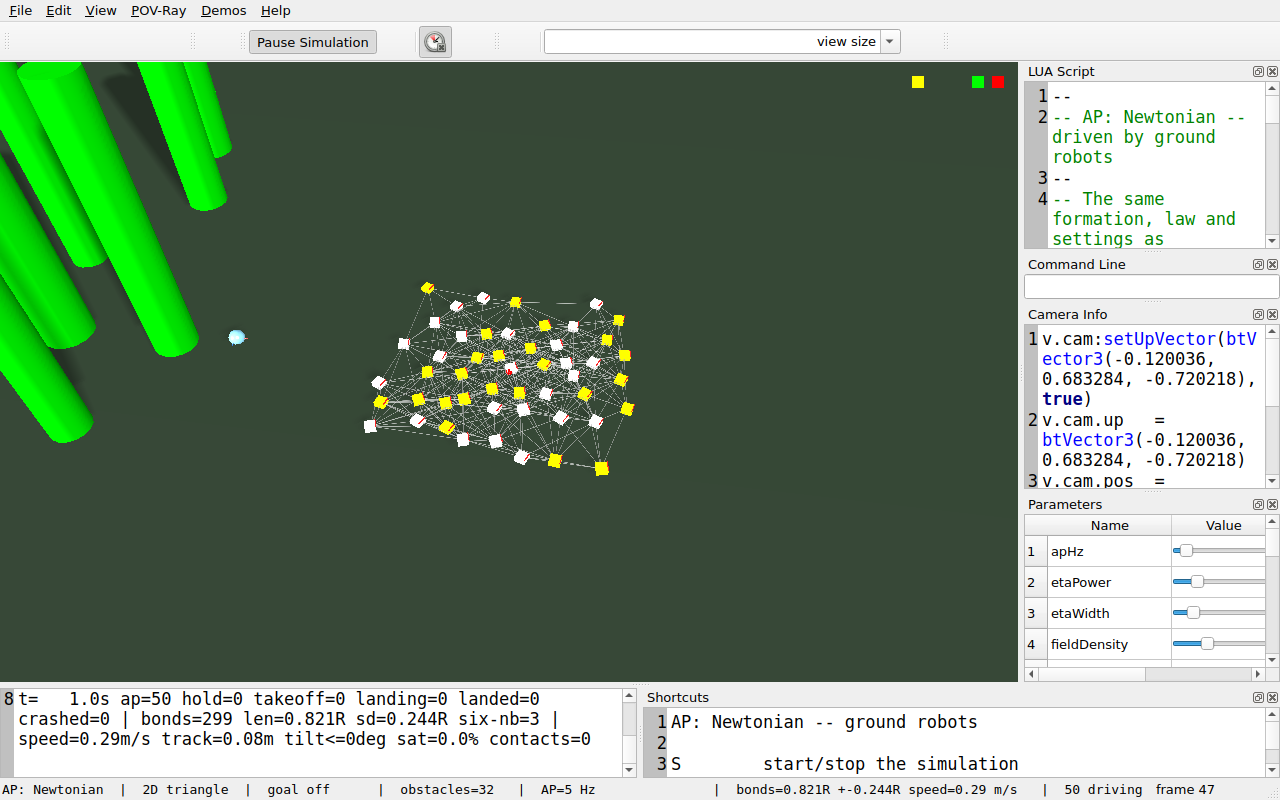 File Edit View POV-Ray Demos Help
Pause Simulation view size
LUA Script
1 --
2 -- AP: Newtonian --
driven by ground
robots
3 --
4 -- The same
formation, law and
settings as
Command Line
Camera Info
1 v.cam:setUpVector(btV
ector3(-0.120036,
0.683284, -0.720218),
true)
2 v.cam.up   =
btVector3(-0.120036,
0.683284, -0.720218)
3 v.cam.pos  =
Parameters
Name Value
1 apHz
2 etaPower
3 etaWidth
4 fieldDensity
8 t=   1.0s ap=50 hold=0 takeoff=0 landing=0 landed=0
crashed=0 | bonds=299 len=0.821R sd=0.244R six-nb=3 |
speed=0.29m/s track=0.08m tilt<=0deg sat=0.0% contacts=0
Shortcuts
1 AP: Newtonian -- ground robots
2
3 S        start/stop the simulation
AP: Newtonian | 2D triangle | goal off | obstacles=32 | AP=5 Hz | bonds=0.821R +-0.244R speed=0.29 m/s | 50 driving frame 47